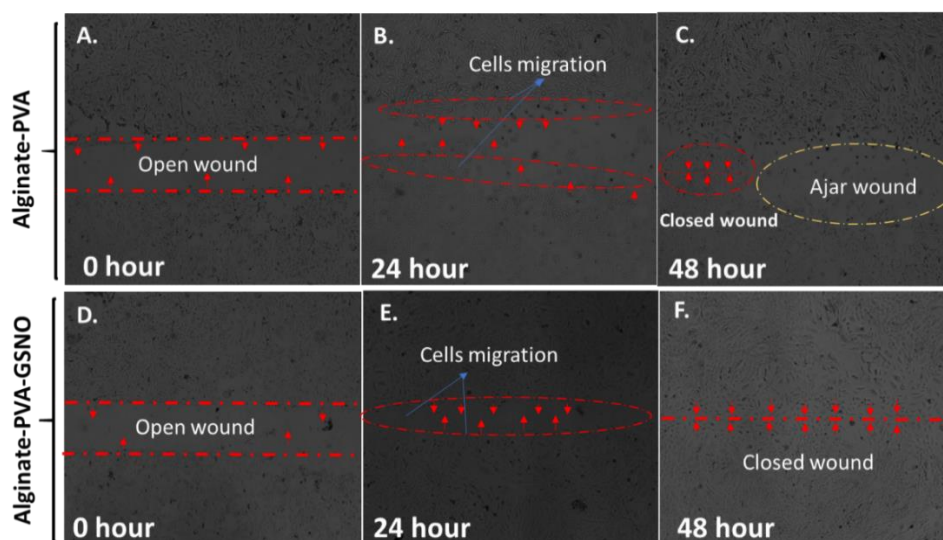 Alginate-PVA
A.
Open wound
0 hour
B.
Cells migration
24 hour
C.
Ajar wound
Closed wound
48 hour
Alginate-PVA-GSNO
D.
Open wound
0 hour
E.
Cells migration
24 hour
F.
Closed wound
48 hour